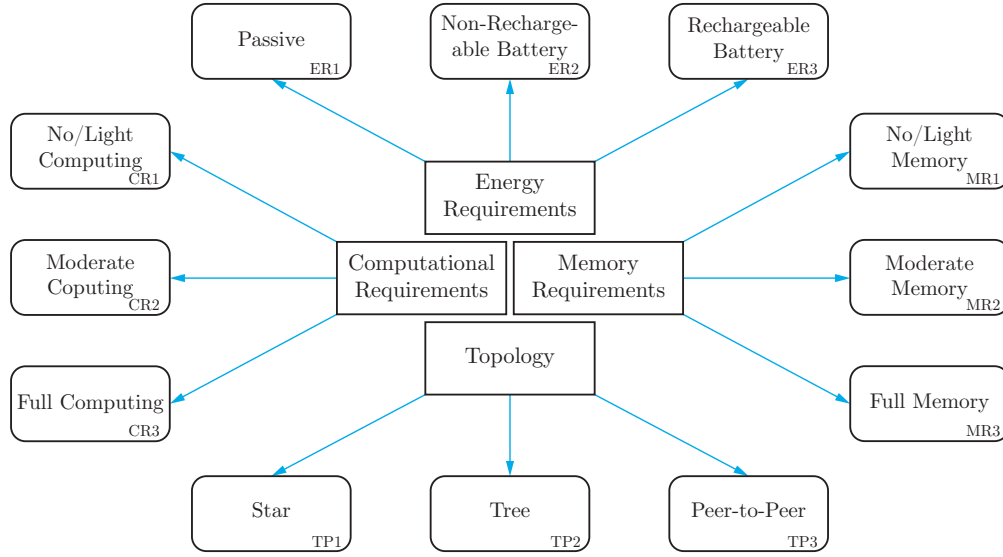 Passive
ER1
Non-Recharge-
able Battery
ER2
Rechargeable
Battery
ER3
No/Light
Computing
CR1
Energy
Requirements
No/Light
Memory
MR1
Moderate
Coputing
CR2
Computational
Requirements
Memory
Requirements
Moderate
Memory
MR2
Full Computing
CR3
Topology
Full Memory
MR3
Star
TP1
Tree
TP2
Peer-to-Peer
TP3